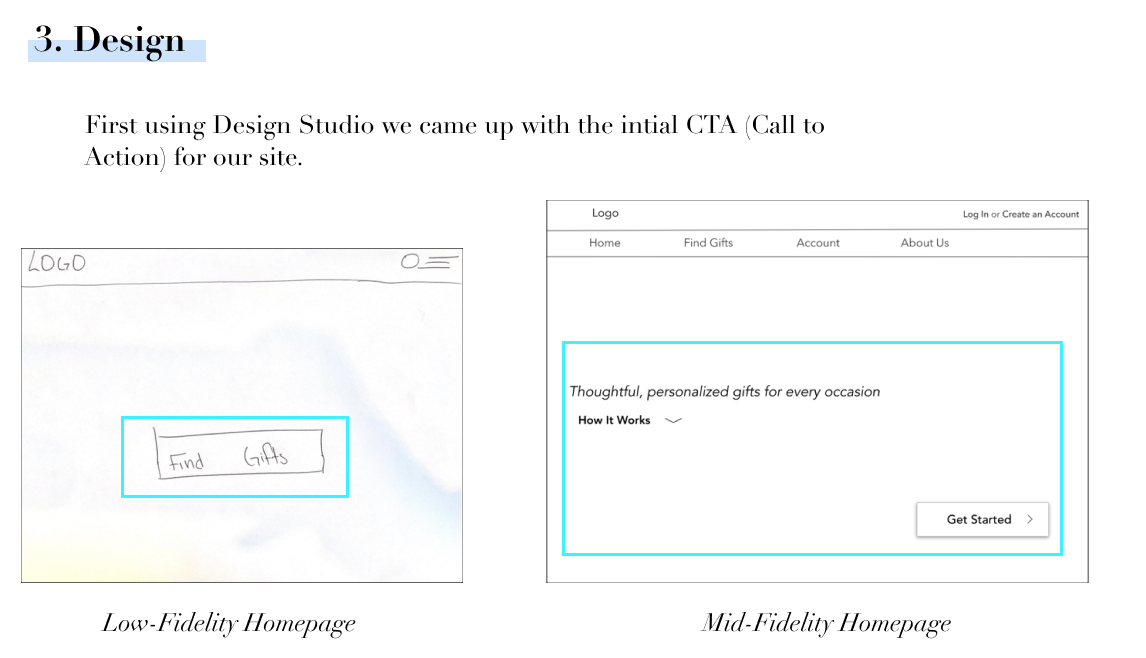 3. Design
First using Design Studio we came up with the intial CTA (Call to
Action) for our site.
LOGO
Find Gifts
Low-Fidelity Homepage
Logo
Log In or Create an Account
Home Find Gifts Account About Us
Thoughtful, personalized gifts for every occasion
How It Works
Get Started
Mid-Fidelity Homepage